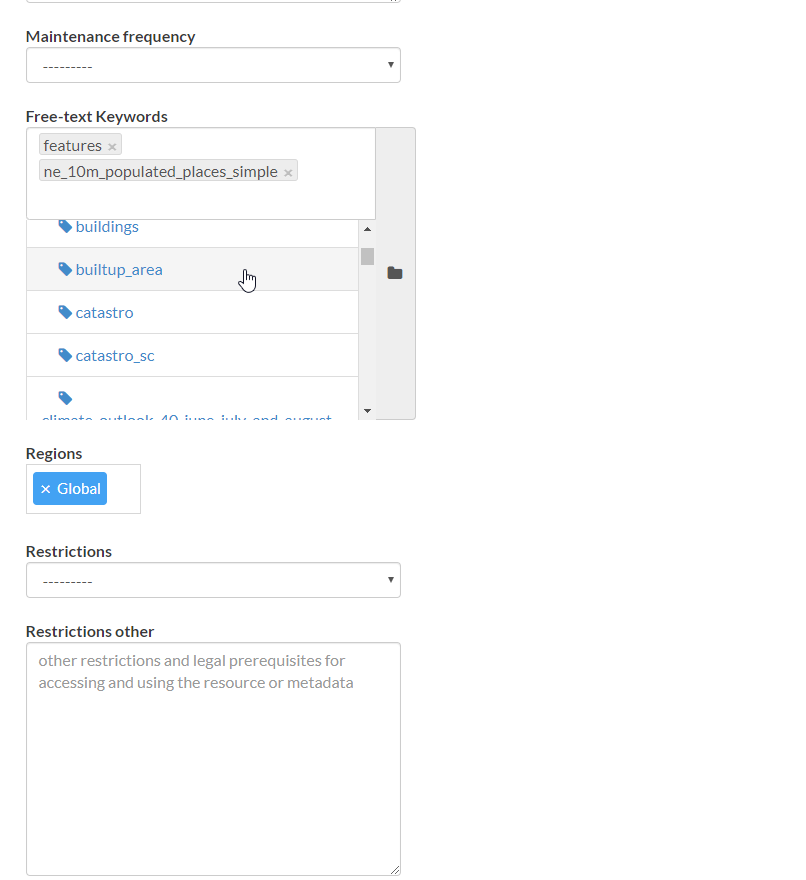 Maintenance frequency
---------
Free-text Keywords
features ×
ne_10m_populated_places_simple ×
buildings
builtup_area
catastro
catastro_sc
climate_outlook_40_june_july_and_august
Regions
× Global
Restrictions
---------
Restrictions other
other restrictions and legal prerequisites for
accessing and using the resource or metadata